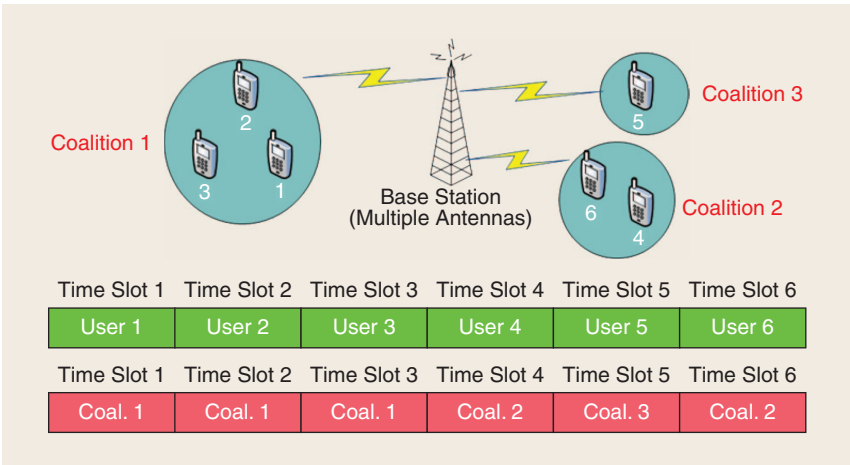 2
Coalition 1
3
1
Base Station
(Multiple Antennas)
5
Coalition 3
6
4
Coalition 2
Time Slot 1 Time Slot 2 Time Slot 3 Time Slot 4 Time Slot 5 Time Slot 6
User 1 User 2 User 3 User 4 User 5 User 6
Time Slot 1 Time Slot 2 Time Slot 3 Time Slot 4 Time Slot 5 Time Slot 6
Coal. 1 Coal. 1 Coal. 1 Coal. 2 Coal. 3 Coal. 2